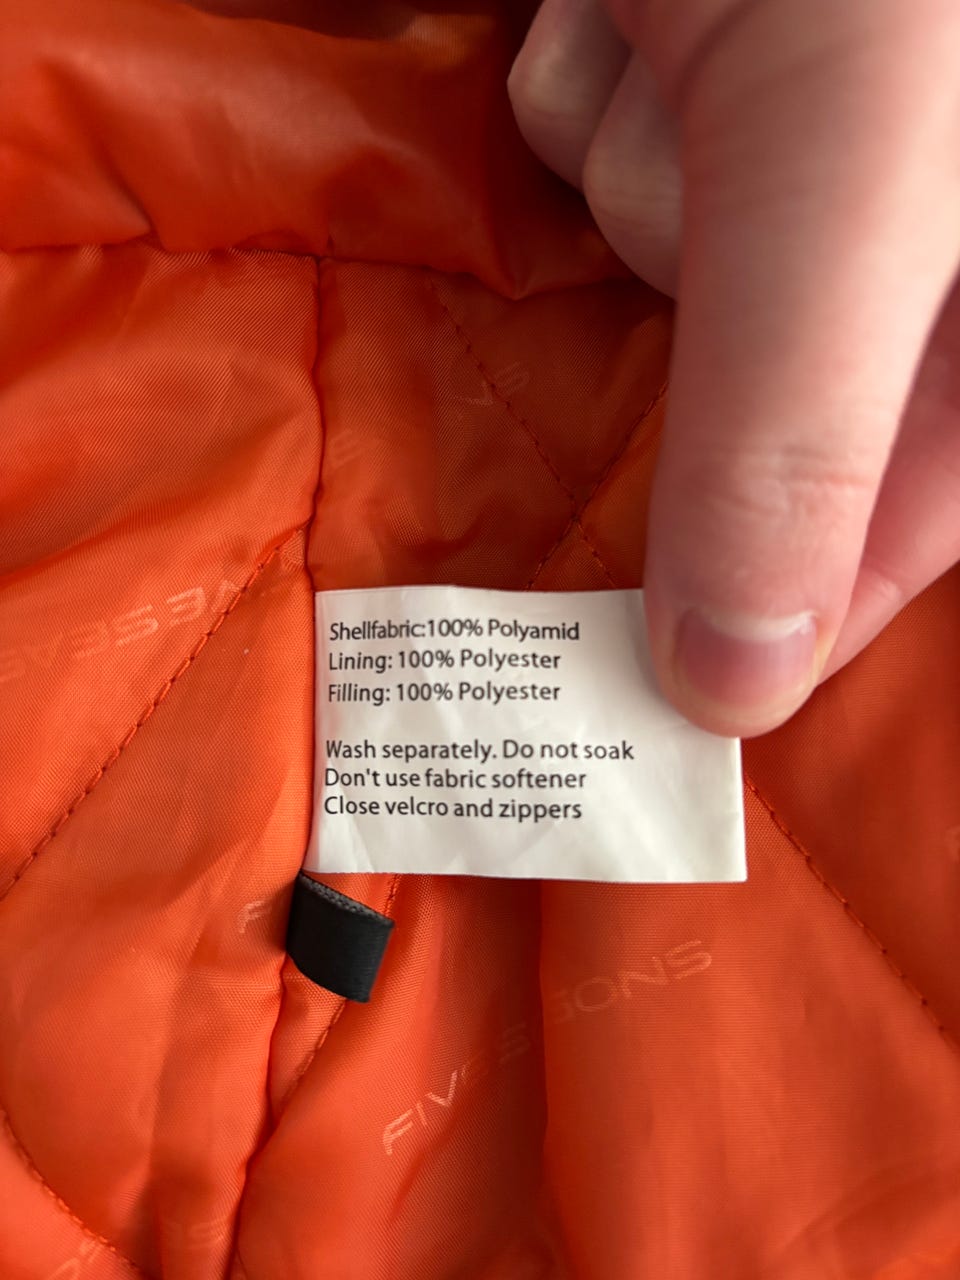 Shellfabric:100% Polyamid
Lining: 100% Polyester
Filling: 100% Polyester
Wash separately. Do not soak
Don't use fabric softener
Close velcro and zippers
FIVESEASONS